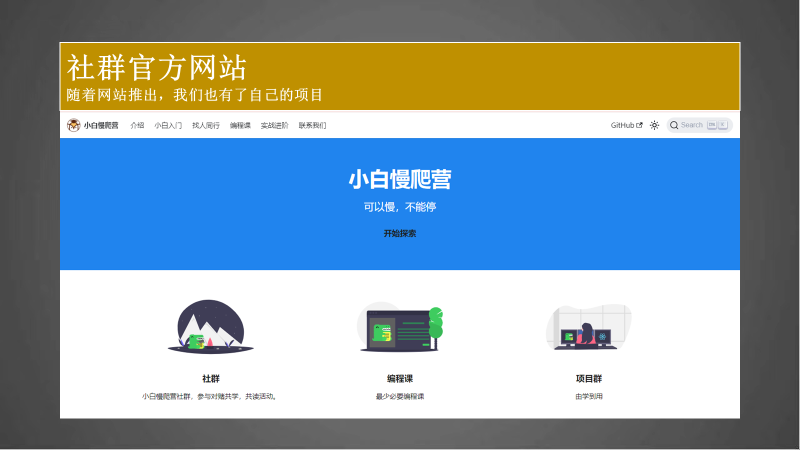 社群官方网站
随着网站推出，我们也有了自己的项目
小白慢爬营 介绍 小白入门 找人同行 编程课 实战进阶 联系我们 GitHub Search
小白慢爬营
可以慢，不能停
开始探索
社群 编程课 项目群
小白慢爬营社群，参与对赌共学，共读活动。 最少必要编程课 由学到用